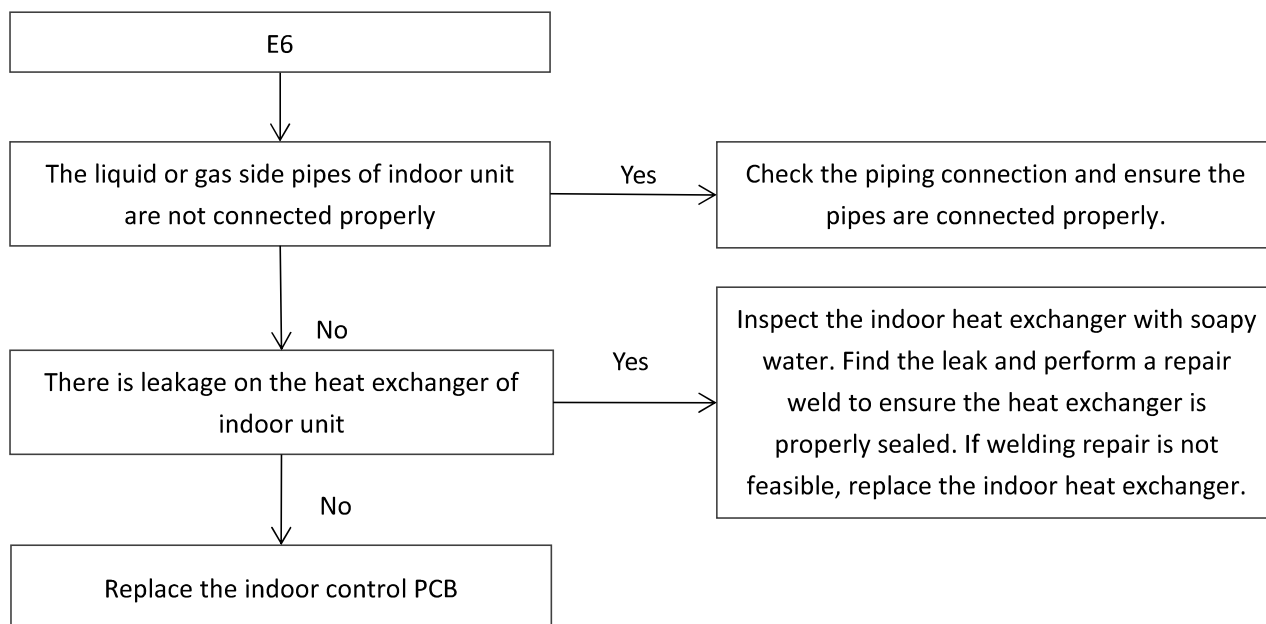 E6
The liquid or gas side pipes of indoor unit
are not connected properly
Yes
Check the piping connection and ensure the
pipes are connected properly.
No
There is leakage on the heat exchanger of
indoor unit
Yes
Inspect the indoor heat exchanger with soapy
water. Find the leak and perform a repair
weld to ensure the heat exchanger is
properly sealed. If welding repair is not
feasible, replace the indoor heat exchanger.
No
Replace the indoor control PCB